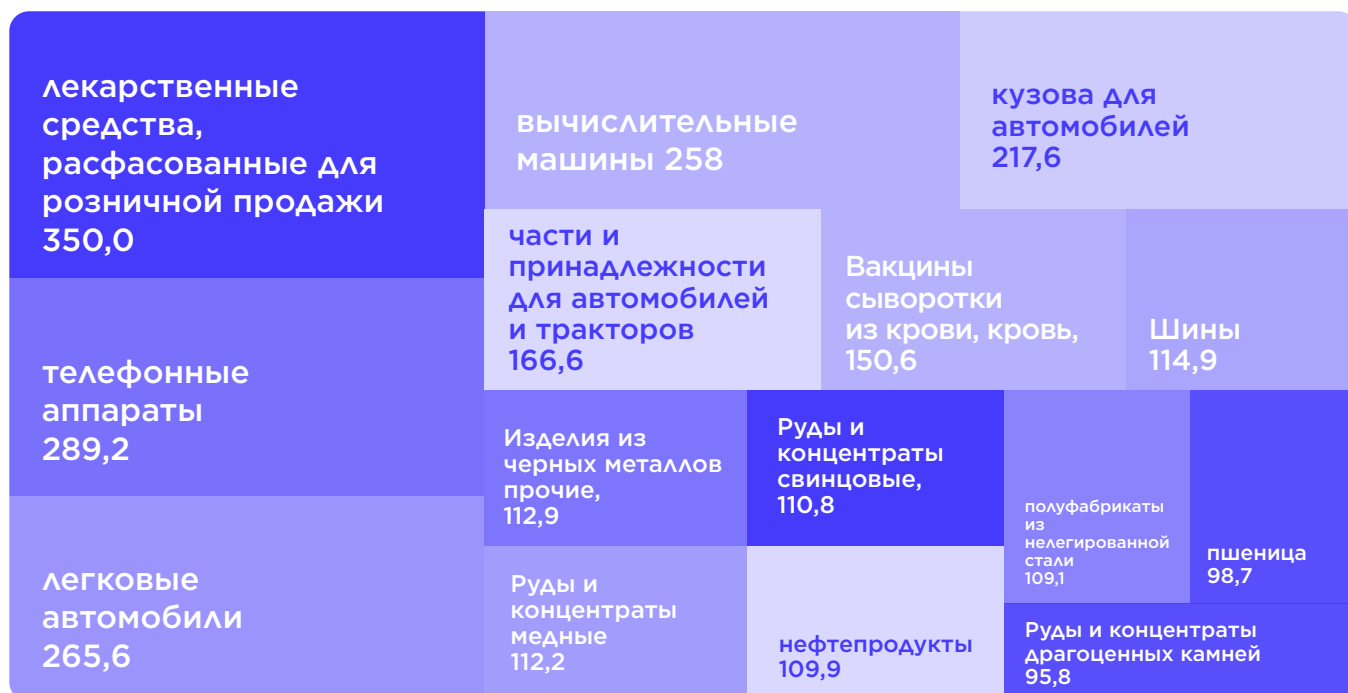 лекарственные
средства,
расфасованные для
розничной продажи
350,0
вычислительные
машины 258
кузова для
автомобилей
217,6
телефонные
аппараты
289,2
части и
принадлежности
для автомобилей
и тракторов
166,6
Вакцины
сыворотки
из крови, кровь,
150,6
Шины
114,9
легковые
автомобили
265,6
Изделия из
черных металлов
прочие,
112,9
Руды и
концентраты
свинцовые,
110,8
полуфабрикаты
из
нелегированной
стали
109,1
пшеница
98,7
Руды и
концентраты
медные
112,2
нефтепродукты
109,9
Руды и концентраты
драгоценных камней
95,8